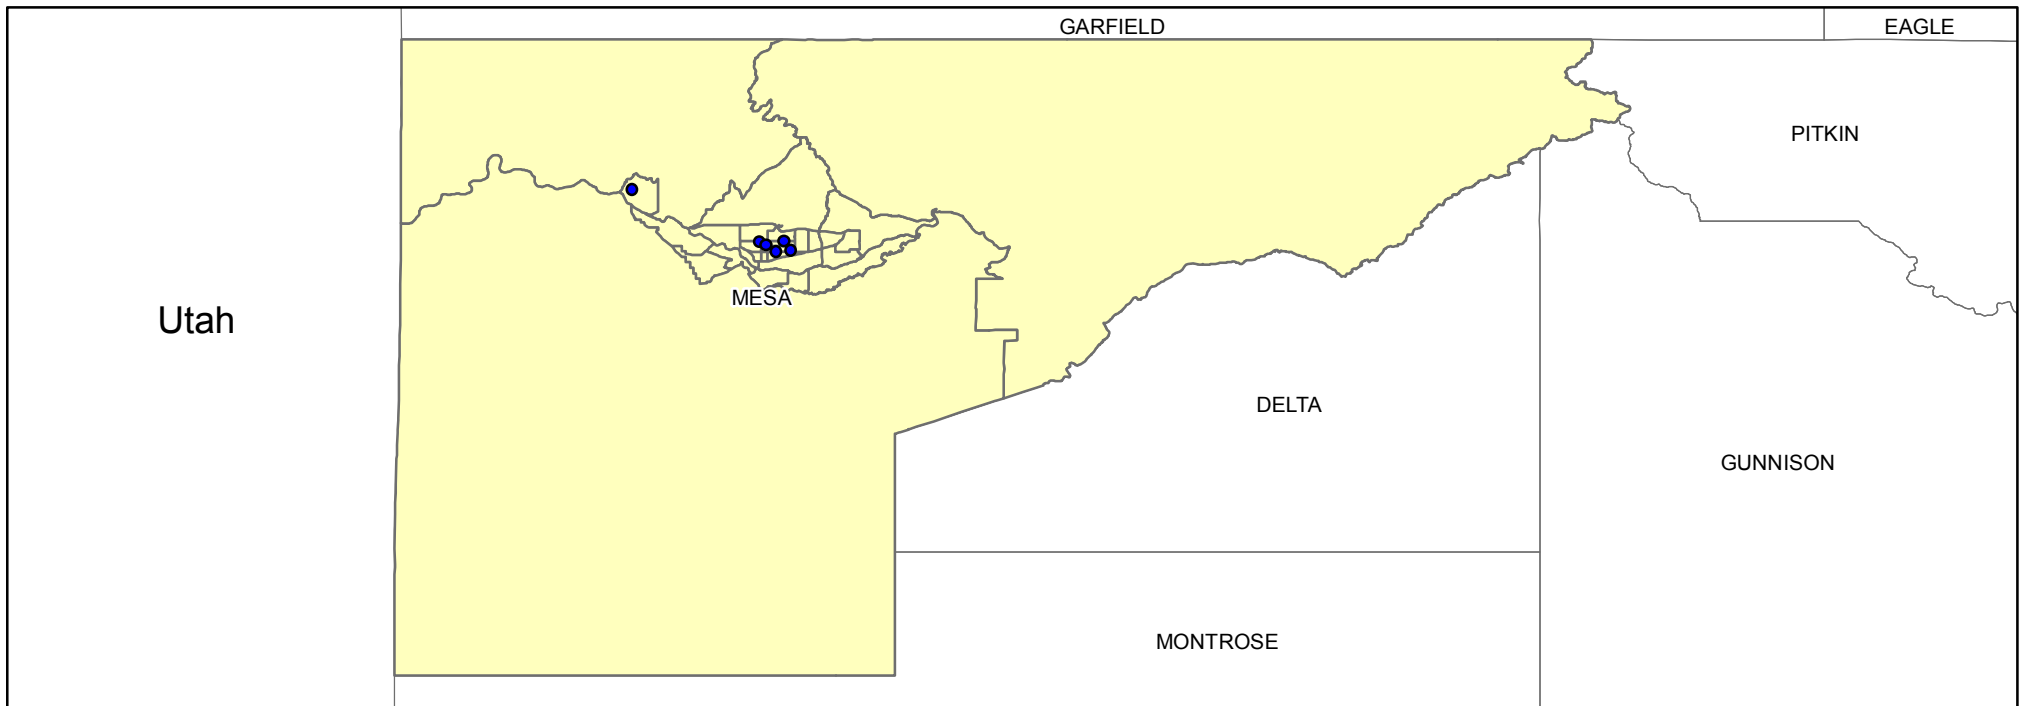 GARFIELD
EAGLE
PITKIN
MESA
Utah
DELTA
GUNNISON
MONTROSE